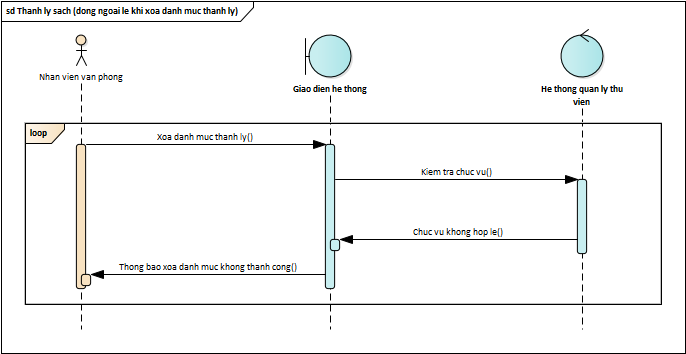 sd Thanh ly sach (dong ngoai le khi xoa danh muc thanh ly)
Nhan vien van phong
Giao dien he thong
He thong quan ly thu
vien
loop
Xoa danh muc thanh ly()
Kiem tra chuc vu()
Chuc vu khong hop le()
Thong bao xoa danh muc khong thanh cong()